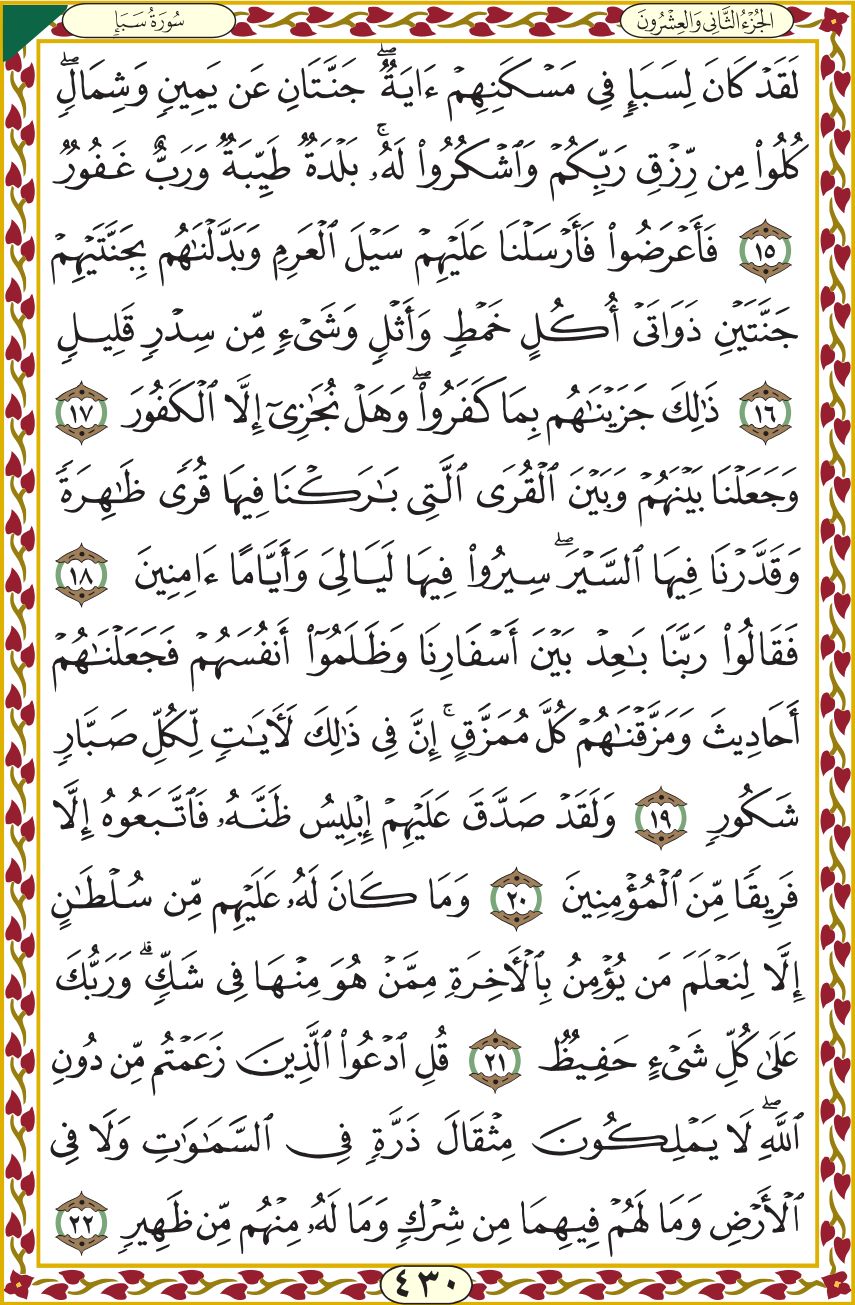 الجُزْءُ الثَّانِي وَالعِشْرُونَ
سُورَةُ سَبَإٍ
لَقَدْ كَانَ لِسَبَإٍ فِي مَسْكَنِهِمْ ءَايَةٌ ۖ جَنَّتَانِ عَن يَمِينٍ وَشِمَالٍ ۖ
كُلُوا۟ مِن رِّزْقِ رَبِّكُمْ وَٱشْكُرُوا۟ لَهُۥ ۚ بَلْدَةٌ طَيِّبَةٌ وَرَبٌّ غَفُورٌ
١٥ فَأَعْرَضُوا۟ فَأَرْسَلْنَا عَلَيْهِمْ سَيْلَ ٱلْعَرِمِ وَبَدَّلْنَٰهُم بِجَنَّتَيْهِمْ
جَنَّتَيْنِ ذَوَاتَىْ أُكُلٍ خَمْطٍ وَأَثْلٍ وَشَىْءٍ مِّن سِدْرٍ قَلِيلٍ
١٦ ذَٰلِكَ جَزَيْنَٰهُم بِمَا كَفَرُوا۟ ۖ وَهَلْ نُجَٰزِىٓ إِلَّا ٱلْكَفُورَ ١٧
وَجَعَلْنَا بَيْنَهُمْ وَبَيْنَ ٱلْقُرَى ٱلَّتِى بَٰرَكْنَا فِيهَا قُرًى ظَٰهِرَةً
وَقَدَّرْنَا فِيهَا ٱلسَّيْرَ ۖ سِيرُوا۟ فِيهَا لَيَالِىَ وَأَيَّامًا ءَامِنِينَ ١٨
فَقَالُوا۟ رَبَّنَا بَٰعِدْ بَيْنَ أَسْفَارِنَا وَظَلَمُوٓا۟ أَنفُسَهُمْ فَجَعَلْنَٰهُمْ
أَحَادِيثَ وَمَزَّقْنَٰهُمْ كُلَّ مُمَزَّقٍ ۚ إِنَّ فِى ذَٰلِكَ لَءَايَٰتٍ لِّكُلِّ صَبَّارٍ
شَكُورٍ ١٩ وَلَقَدْ صَدَّقَ عَلَيْهِمْ إِبْلِيسُ ظَنَّهُۥ فَٱتَّبَعُوهُ إِلَّا
فَرِيقًا مِّنَ ٱلْمُؤْمِنِينَ ٢٠ وَمَا كَانَ لَهُۥ عَلَيْهِم مِّن سُلْطَٰنٍ
إِلَّا لِنَعْلَمَ مَن يُؤْمِنُ بِٱلْءَاخِرَةِ مِمَّنْ هُوَ مِنْهَا فِى شَكٍّ ۗ وَرَبُّكَ
عَلَىٰ كُلِّ شَىْءٍ حَفِيظٌ ٢١ قُلِ ٱدْعُوا۟ ٱلَّذِينَ زَعَمْتُم مِّن دُونِ
ٱللَّهِ ۖ لَا يَمْلِكُونَ مِثْقَالَ ذَرَّةٍ فِى ٱلسَّمَٰوَٰتِ وَلَا فِى
ٱلْأَرْضِ وَمَا لَهُمْ فِيهِمَا مِن شِرْكٍ وَمَا لَهُۥ مِنْهُم مِّن ظَهِيرٍ ٢٢
٤٣٠